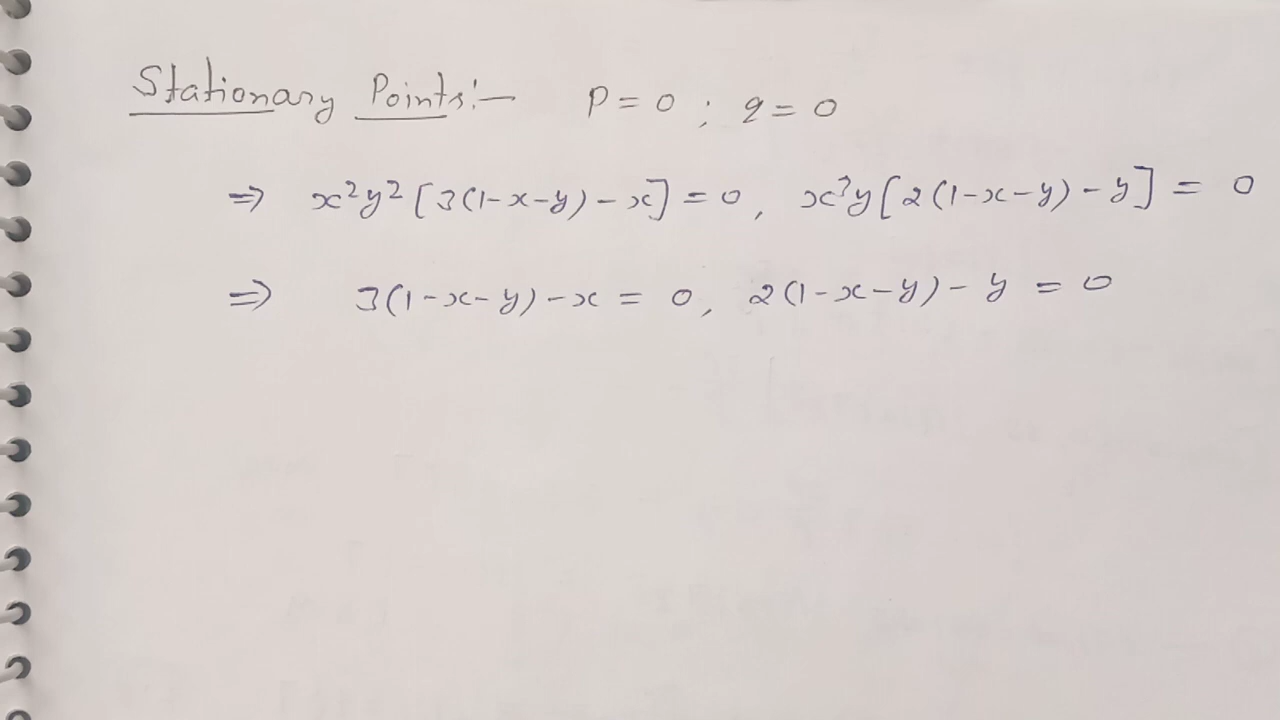 Stationary Points:- p = 0 ; q = 0
⇒ x²y² [3(1-x-y) - x] = 0, x³y [2(1-x-y) - y] = 0
⇒ 3(1-x-y) - x = 0, 2(1-x-y) - y = 0